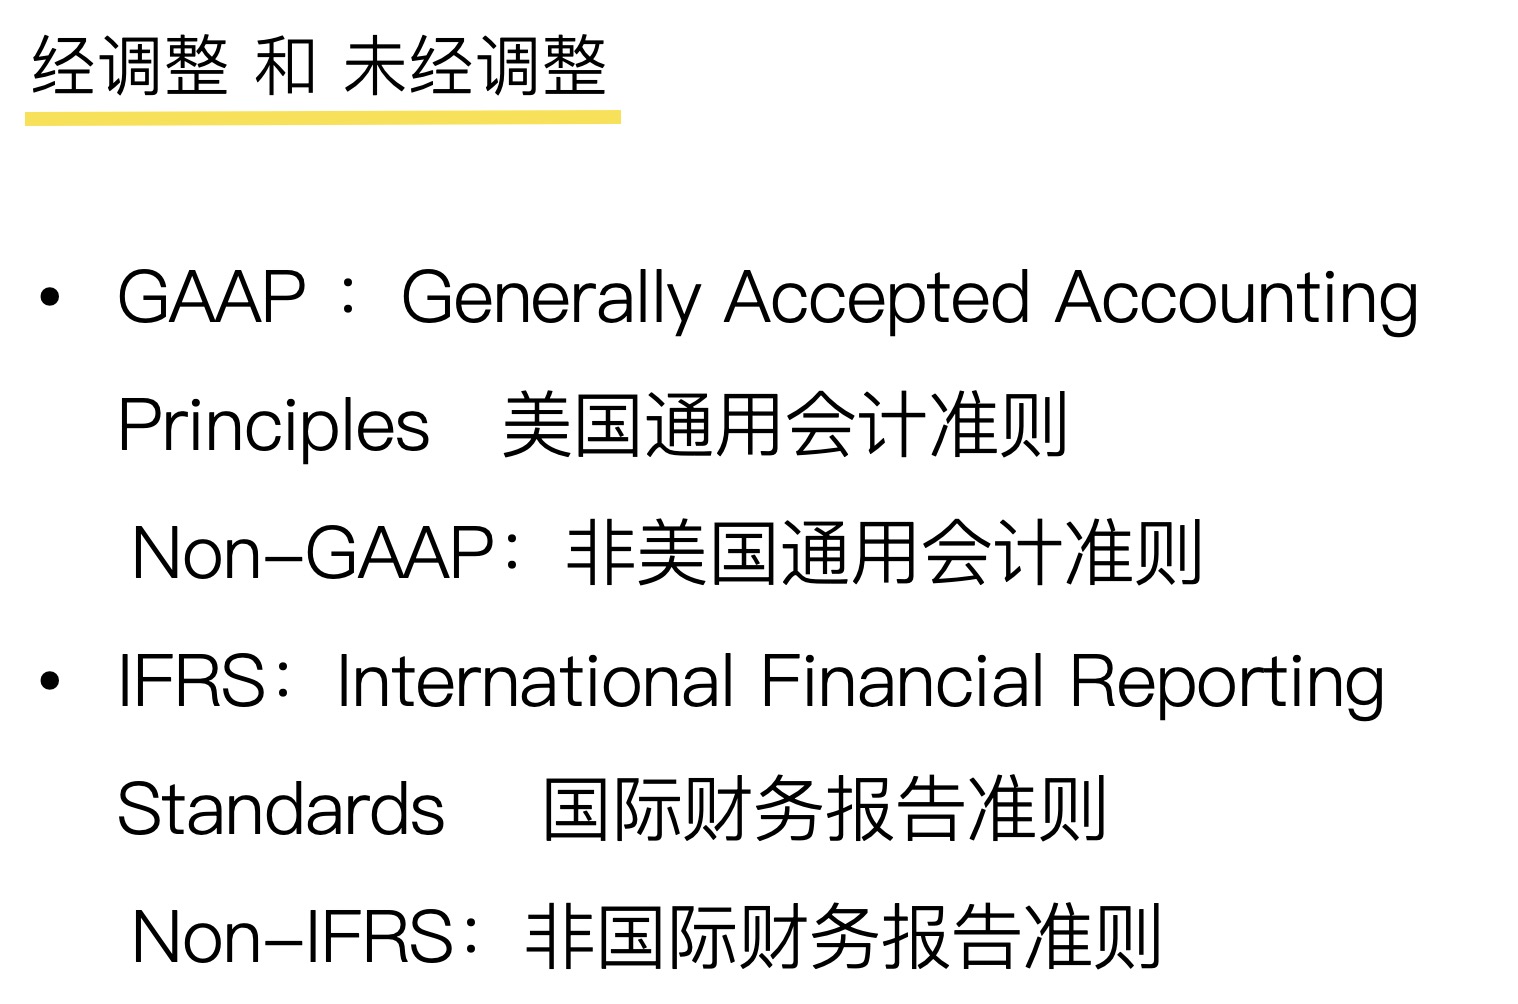 经调整 和 未经调整
• GAAP ：Generally Accepted Accounting
Principles 美国通用会计准则
Non-GAAP：非美国通用会计准则
• IFRS：International Financial Reporting
Standards 国际财务报告准则
Non-IFRS：非国际财务报告准则